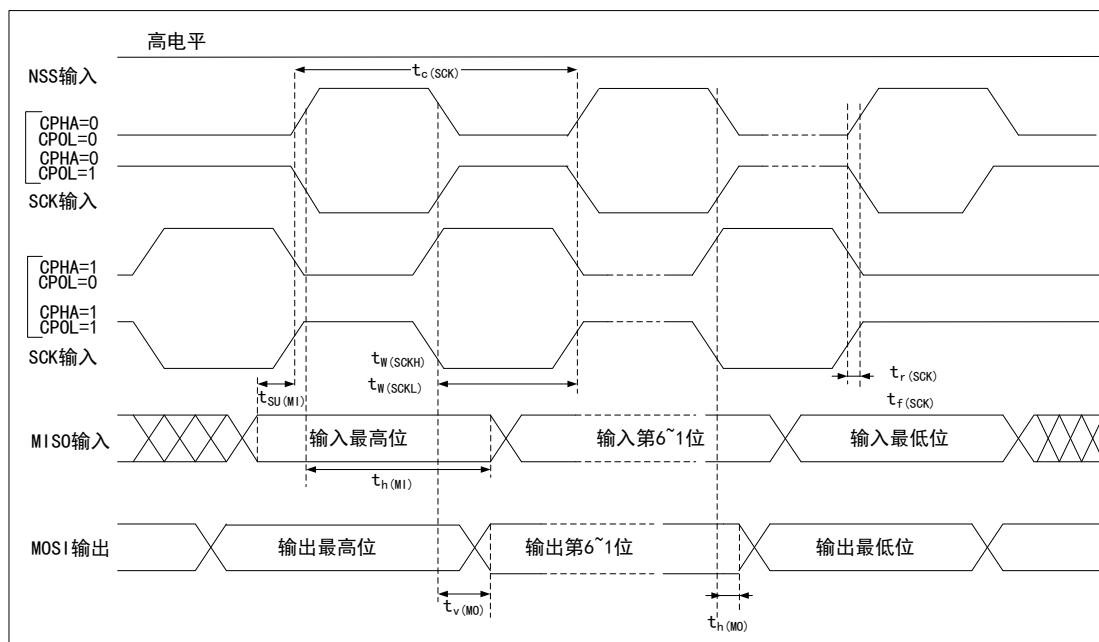 高电平
NSS输入
tc(SCK)
CPHA=0
CPOL=0
CPHA=0
CPOL=1
SCK输入
CPHA=1
CPOL=0
CPHA=1
CPOL=1
SCK输入
tW(SCKH)
tW(SCKL)
tr(SCK)
tf(SCK)
tSU(MI)
MISO输入
输入最高位
输入第6~1位
输入最低位
th(MI)
MOSI输出
输出最高位
输出第6~1位
输出最低位
tv(MO)
th(MO)